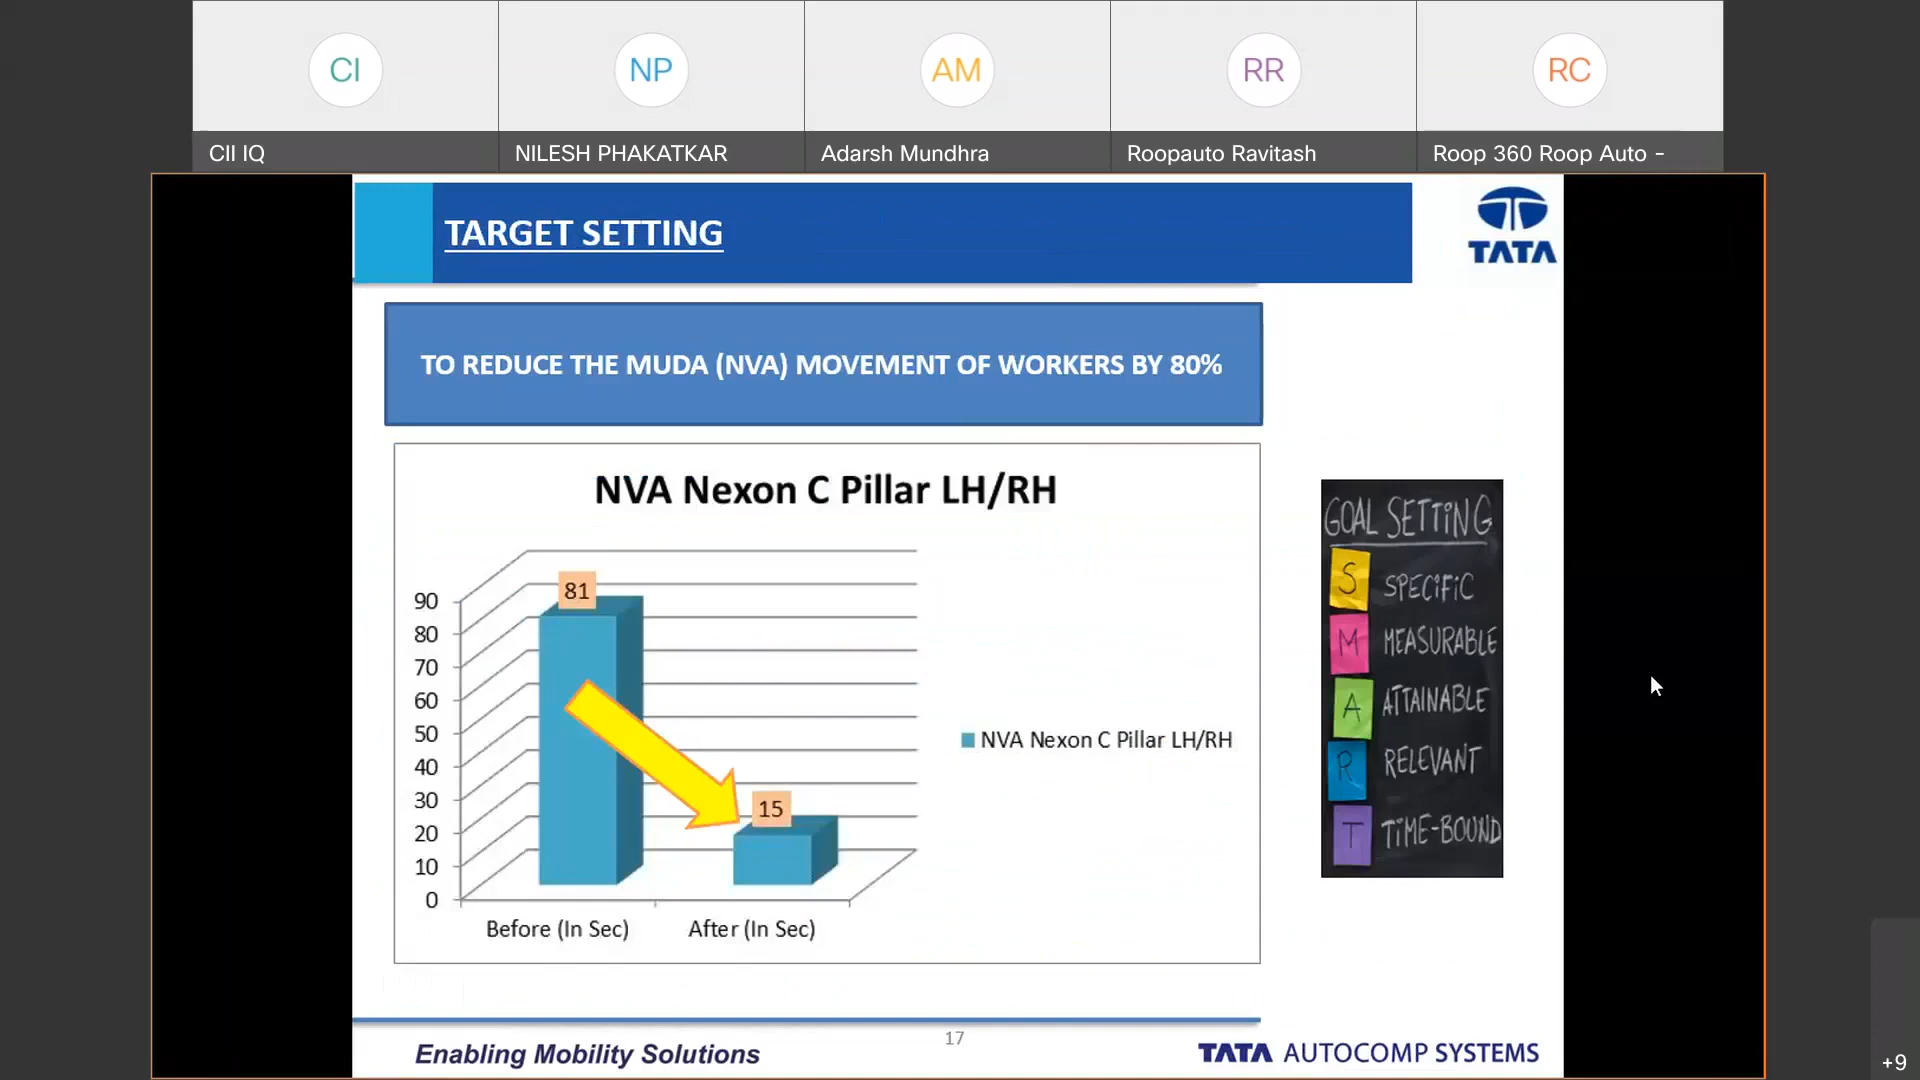 CI
NP
AM
RR
RC
CII IQ
NILESH PHAKATKAR
Adarsh Mundhra
Roopauto Ravitash
Roop 360 Roop Auto -
TARGET SETTING
TATA
TO REDUCE THE MUDA (NVA) MOVEMENT OF WORKERS BY 80%
NVA Nexon C Pillar LH/RH
90
80
70
60
50
40
30
20
10
0
81
15
Before (In Sec)
After (In Sec)
NVA Nexon C Pillar LH/RH
GOAL SETTING
S SPECIFIC
M MEASURABLE
A ATTAINABLE
R RELEVANT
T TIME-BOUND
17
Enabling Mobility Solutions
TATA AUTOCOMP SYSTEMS
+9